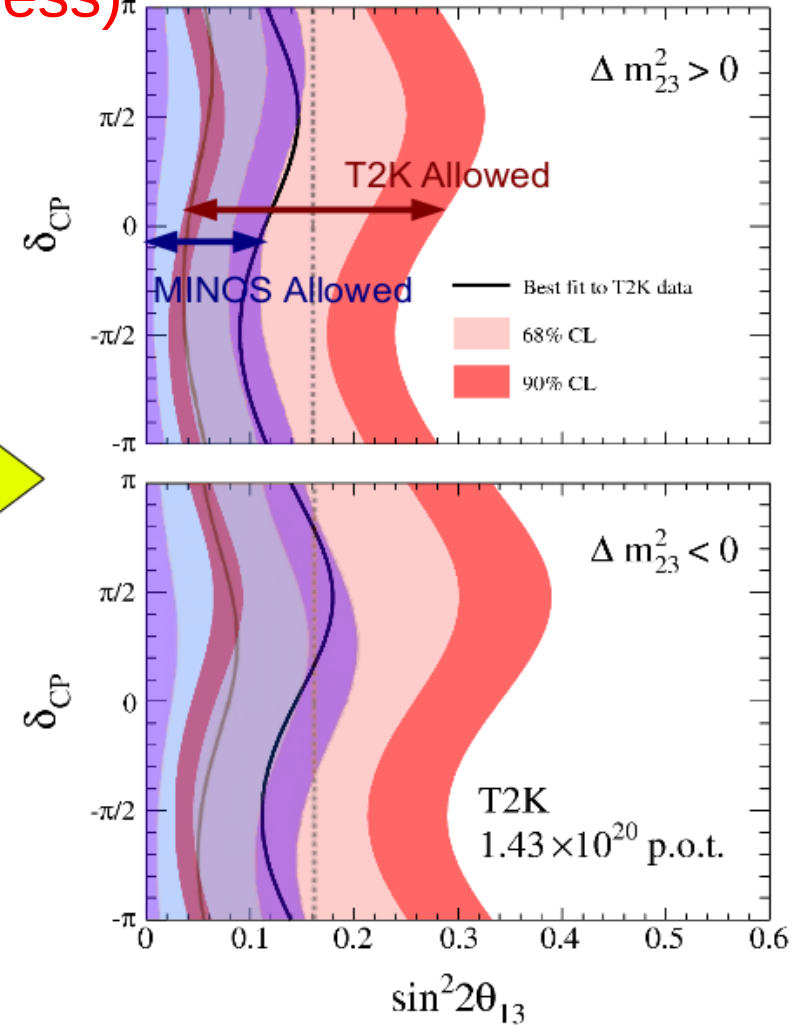 ess)
π
Δ m²₂₃ > 0
π/2
T2K Allowed
δCP
0
MINOS Allowed
Best fit to T2K data
-π/2
68% CL
90% CL
-π
π
Δ m²₂₃ < 0
π/2
δCP
0
-π/2
T2K
1.43×10²⁰ p.o.t.
-π
0 0.1 0.2 0.3 0.4 0.5 0.6
sin²2θ₁₃